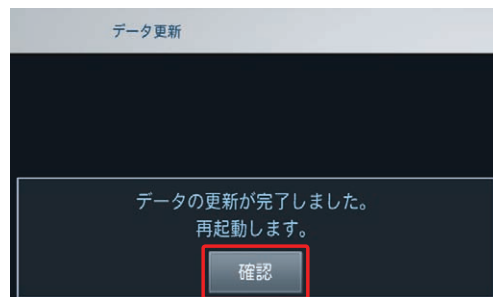 データ更新
データの更新が完了しました。
再起動します。
確認